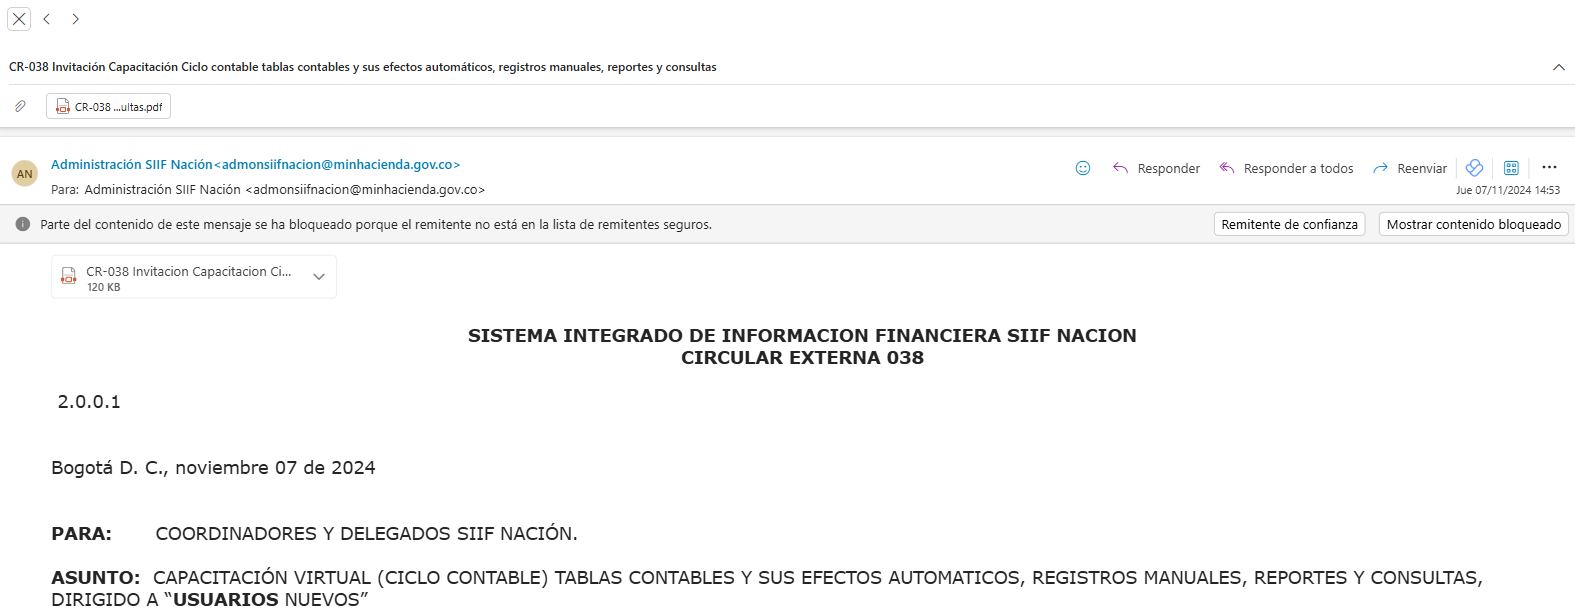 CR-038 Invitación Capacitación Ciclo contable tablas contables y sus efectos automáticos, registros manuales, reportes y consultas
CR-038 ...ultas.pdf
AN
Administración SIIF Nación<admonsiifnacion@minhacienda.gov.co>
Responder
Responder a todos
Reenviar
Para: Administración SIIF Nación <admonsiifnacion@minhacienda.gov.co>
Jue 07/11/2024 14:53
Parte del contenido de este mensaje se ha bloqueado porque el remitente no está en la lista de remitentes seguros.
Remitente de confianza
Mostrar contenido bloqueado
CR-038 Invitacion Capacitacion Ci...
120 KB
SISTEMA INTEGRADO DE INFORMACION FINANCIERA SIIF NACION
CIRCULAR EXTERNA 038
2.0.0.1
Bogotá D. C., noviembre 07 de 2024
PARA: COORDINADORES Y DELEGADOS SIIF NACIÓN.
ASUNTO: CAPACITACIÓN VIRTUAL (CICLO CONTABLE) TABLAS CONTABLES Y SUS EFECTOS AUTOMATICOS, REGISTROS MANUALES, REPORTES Y CONSULTAS,
DIRIGIDO A “USUARIOS NUEVOS”